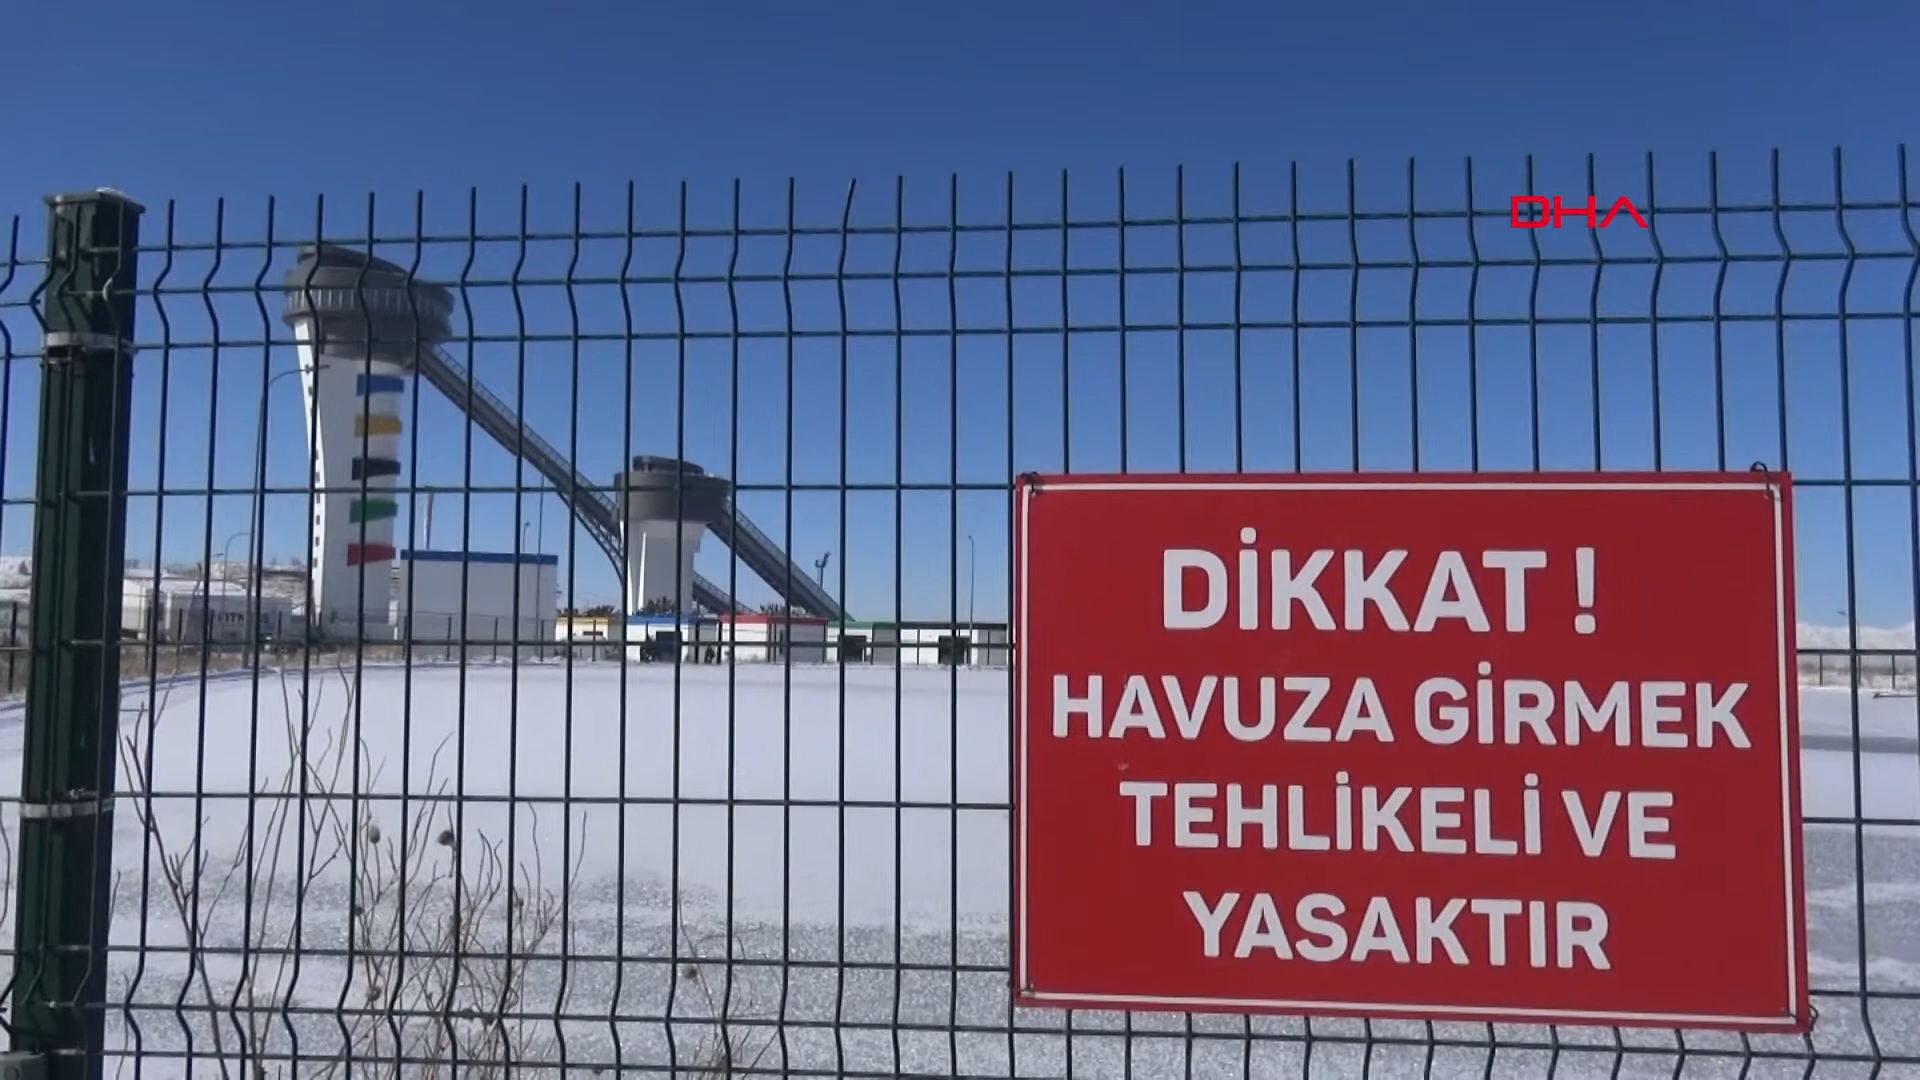 DHA
DİKKAT !
HAVUZA GİRMEK
TEHLİKELİ VE
YASAKTIR